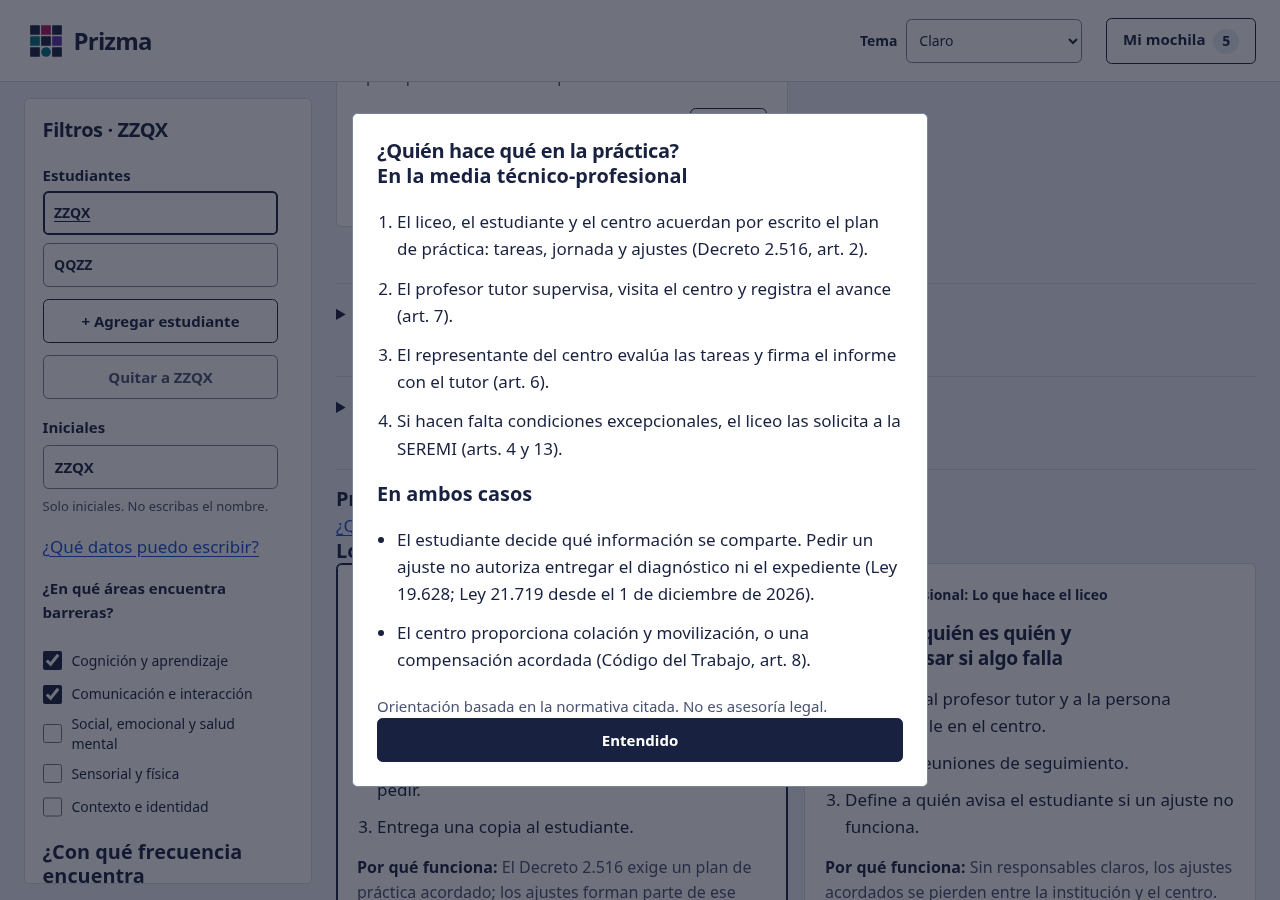 Prizma
Tema
Claro
Mi mochila 5
Filtros · ZZQX
Estudiantes
ZZQX
QQZZ
+ Agregar estudiante
Quitar a ZZQX
Iniciales
ZZQX
Solo iniciales. No escribas el nombre.
¿Qué datos puedo escribir?
¿En qué áreas encuentra
barreras?
Cognición y aprendizaje
Comunicación e interacción
Social, emocional y salud
mental
Sensorial y física
Contexto e identidad
¿Con qué frecuencia
encuentra
¿Quién hace qué en la práctica?
En la media técnico-profesional
1. El liceo, el estudiante y el centro acuerdan por escrito el plan
de práctica: tareas, jornada y ajustes (Decreto 2.516, art. 2).
2. El profesor tutor supervisa, visita el centro y registra el avance
(art. 7).
3. El representante del centro evalúa las tareas y firma el informe
con el tutor (art. 6).
4. Si hacen falta condiciones excepcionales, el liceo las solicita a la
SEREMI (arts. 4 y 13).
En ambos casos
• El estudiante decide qué información se comparte. Pedir un
ajuste no autoriza entregar el diagnóstico ni el expediente (Ley
19.628; Ley 21.719 desde el 1 de diciembre de 2026).
• El centro proporciona colación y movilización, o una
compensación acordada (Código del Trabajo, art. 8).
Orientación basada en la normativa citada. No es asesoría legal.
Entendido
pedir.
3. Entrega una copia al estudiante.
Por qué funciona: El Decreto 2.516 exige un plan de
práctica acordado; los ajustes forman parte de ese
Lo que hace el liceo
quién es quién y
si algo falla
al profesor tutor y a la persona
en el centro.
de seguimiento.
3. Define a quién avisa el estudiante si un ajuste no
funciona.
Por qué funciona: Sin responsables claros, los ajustes
acordados se pierden entre la institución y el centro.